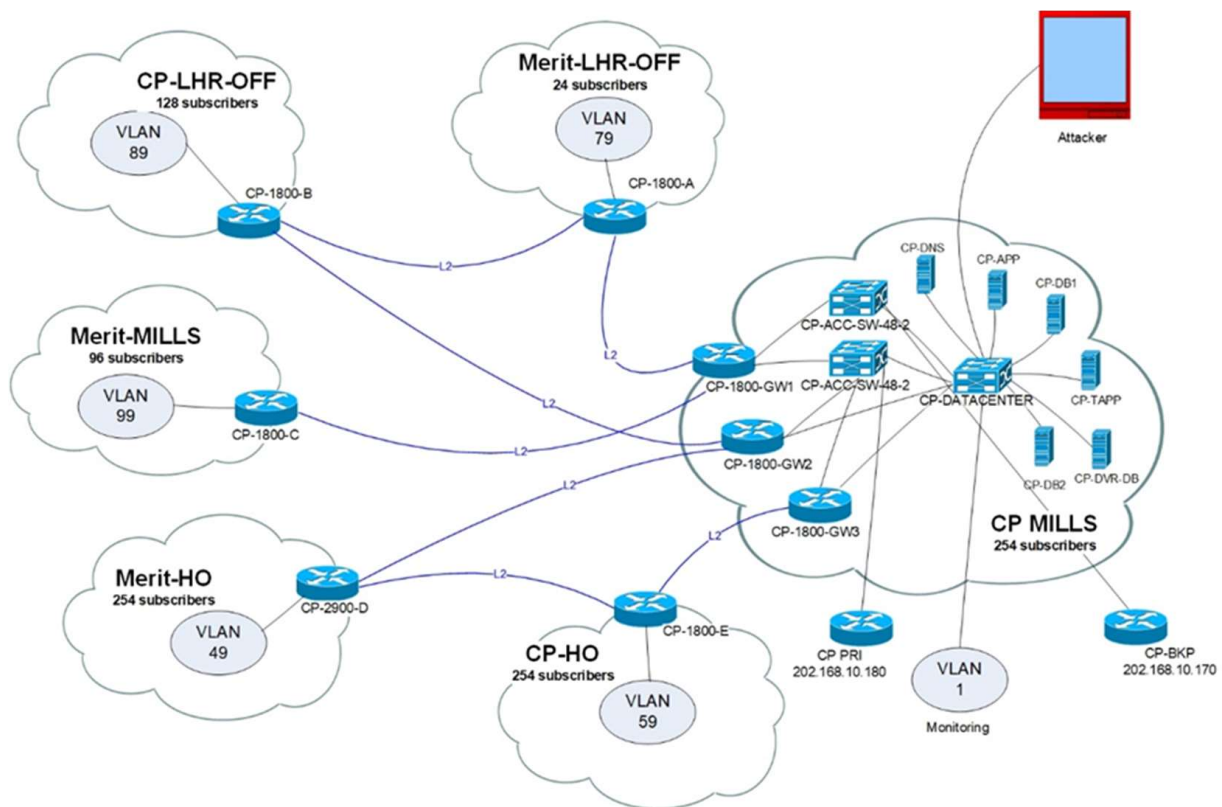 CP-LHR-OFF
128 subscribers
VLAN
89
CP-1800-B
Merit-LHR-OFF
24 subscribers
VLAN
79
CP-1800-A
Attacker
L2
L2
Merit-MILLS
96 subscribers
VLAN
99
CP-1800-C
L2
L2
CP-DNS
CP-APP
CP-DB1
CP-ACC-SW-48-2
CP-1800-GW1
CP-ACC-SW-48-2
CP-DATACENTER
CP-TAPP
CP-1800-GW2
CP-DB2
CP-DVR-DB
CP-1800-GW3
CP MILLS
254 subscribers
L2
Merit-HO
254 subscribers
VLAN
49
CP-2900-D
L2
L2
CP-1800-E
CP-HO
254 subscribers
VLAN
59
CP PRI
202.168.10.180
VLAN
1
Monitoring
CP-BKP
202.168.10.170